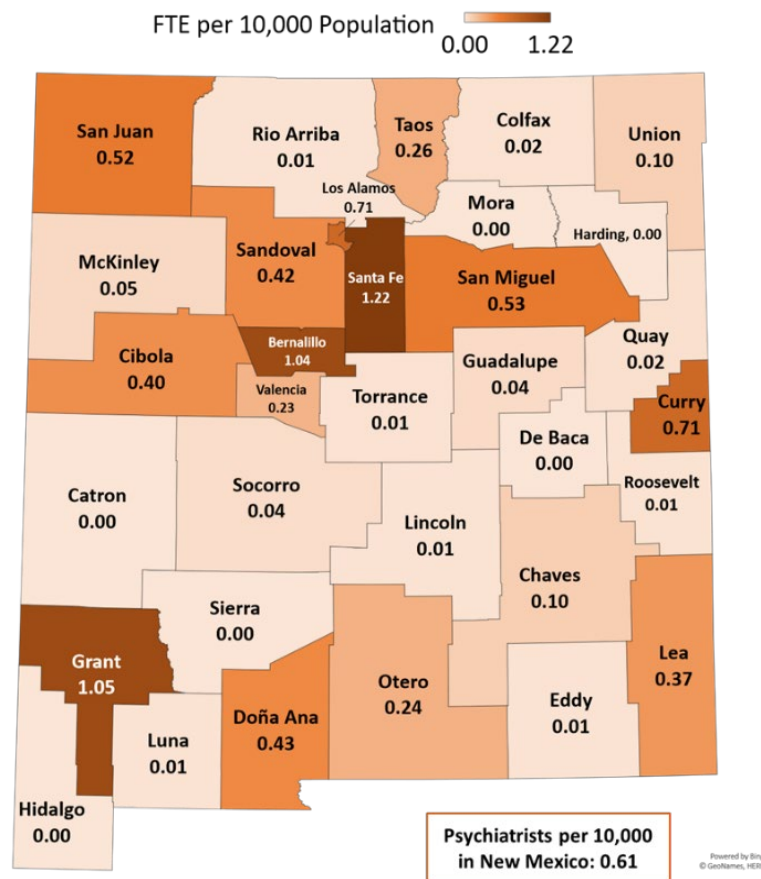 FTE per 10,000 Population
0.00 1.22
San Juan
0.52
Rio Arriba
0.01
Taos
0.26
Colfax
0.02
Union
0.10
Los Alamos
0.71
Mora
0.00
Harding, 0.00
McKinley
0.05
Sandoval
0.42
Santa Fe
1.22
San Miguel
0.53
Cibola
0.40
Bernalillo
1.04
Valencia
0.23
Torrance
0.01
Guadalupe
0.04
Quay
0.02
Curry
0.71
De Baca
0.00
Roosevelt
0.01
Catron
0.00
Socorro
0.04
Lincoln
0.01
Chaves
0.10
Sierra
0.00
Grant
1.05
Luna
0.01
Doña Ana
0.43
Otero
0.24
Eddy
0.01
Lea
0.37
Hidalgo
0.00
Psychiatrists per 10,000
in New Mexico: 0.61
Powered by Bing
© GeoNames, HERE